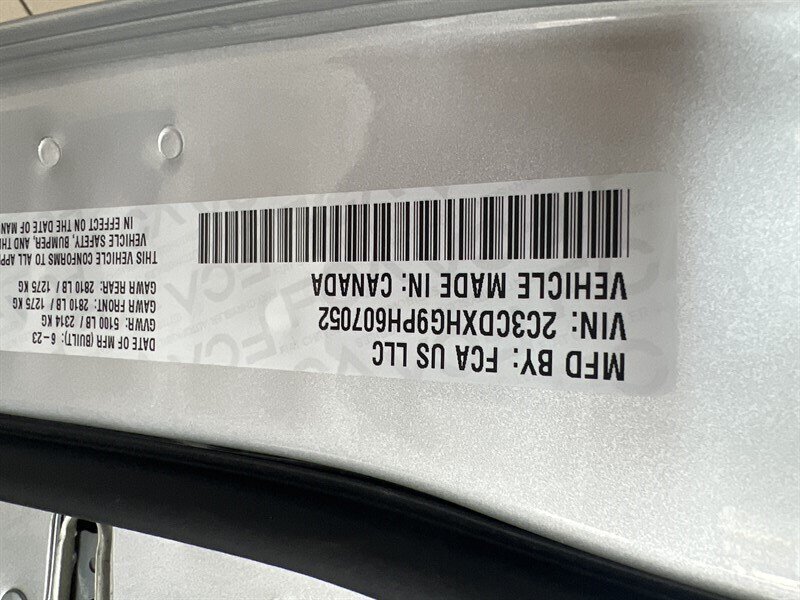 MFD BY: FCA US LLC
VIN: 2C3CDXHG9PH607052
VEHICLE MADE IN: CANADA
DATE OF MFR (BUILT): 6-23
GVWR: 5100 LB / 2314 KG
GAWR FRONT: 2810 LB / 1275 KG
GAWR REAR: 2810 LB / 1275 KG
THIS VEHICLE CONFORMS TO ALL
VEHICLE SAFETY, BUMPER, AND
IN EFFECT ON THE DATE OF